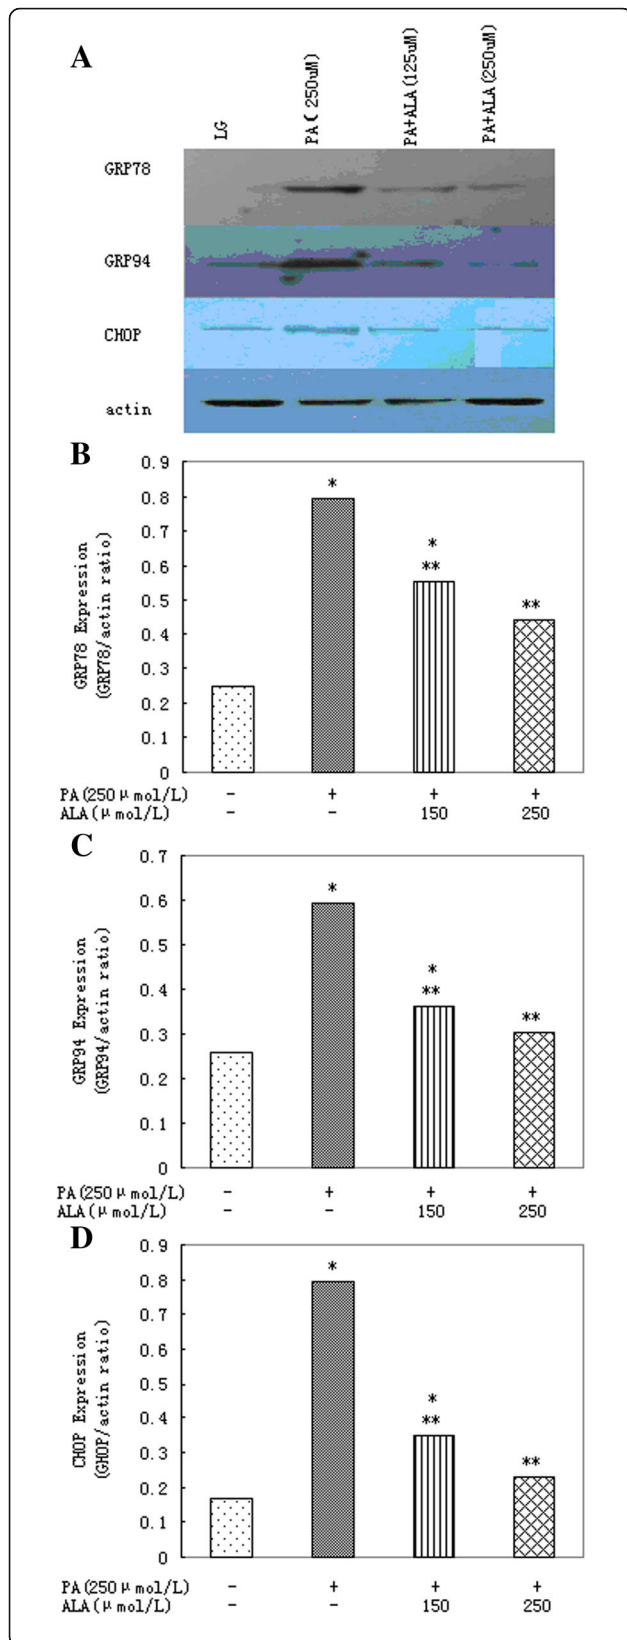 A
LG
PA( 250uM)
PA+ALA(125uM)
PA+ALA(250uM)
GRP78
GRP94
CHOP
actin
B
GRP78 Expression
(GRP78/actin ratio)
0.9
0.8
0.7
0.6
0.5
0.4
0.3
0.2
0.1
0
*
*
**
**
PA(250μmol/L) - + + +
ALA(μmol/L) - - 150 250
C
GRP94 Expression
(GRP94/actin ratio)
0.7
0.6
0.5
0.4
0.3
0.2
0.1
0
*
*
**
**
PA(250μmol/L) - + + +
ALA(μmol/L) - - 150 250
D
CHOP Expression
(GHOP/actin ratio)
0.9
0.8
0.7
0.6
0.5
0.4
0.3
0.2
0.1
0
*
*
**
**
PA(250μmol/L) - + + +
ALA(μmol/L) - - 150 250